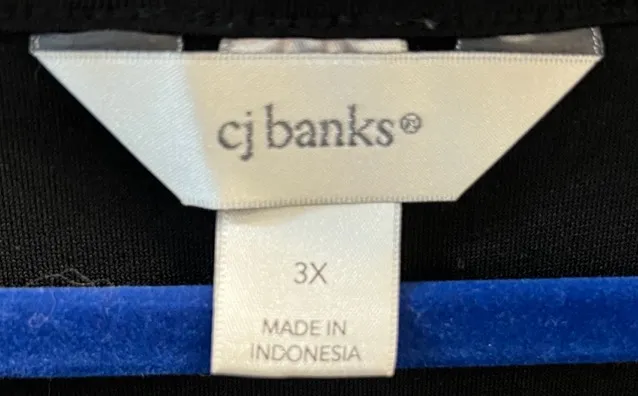 cj banks®
3X
MADE IN
INDONESIA